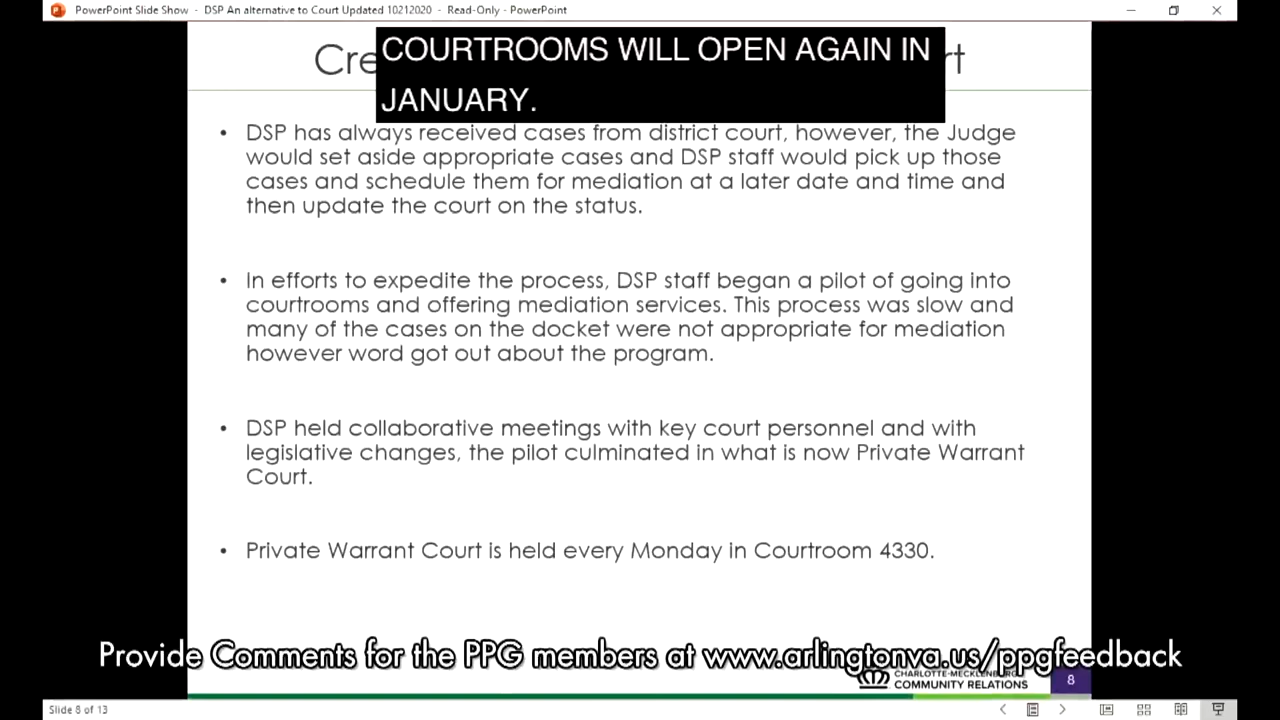 PowerPoint Slide Show - DSP An alternative to Court Updated 10212020 - Read-Only - PowerPoint
COURTROOMS WILL OPEN AGAIN IN
JANUARY.
• DSP has always received cases from district court, however, the Judge
would set aside appropriate cases and DSP staff would pick up those
cases and schedule them for mediation at a later date and time and
then update the court on the status.
• In efforts to expedite the process, DSP staff began a pilot of going into
courtrooms and offering mediation services. This process was slow and
many of the cases on the docket were not appropriate for mediation
however word got out about the program.
• DSP held collaborative meetings with key court personnel and with
legislative changes, the pilot culminated in what is now Private Warrant
Court.
• Private Warrant Court is held every Monday in Courtroom 4330.
Provide Comments for the PPG members at www.arlingtonva.us/ppgfeedback
CHARLOTTE-MECKLENBURG
COMMUNITY RELATIONS
8
Slide 8 of 13